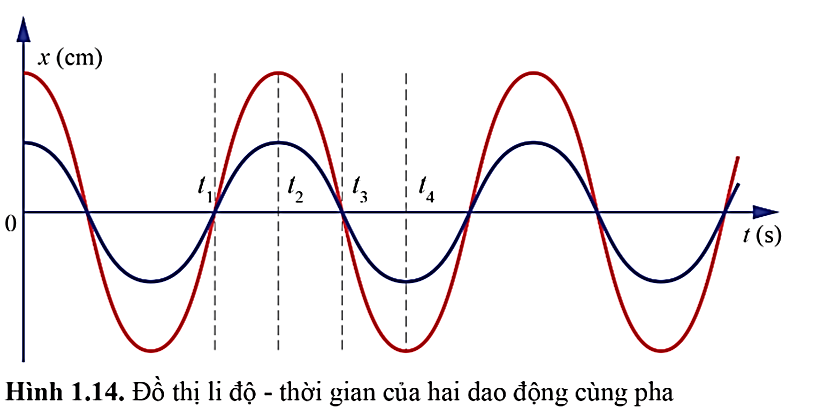 x (cm)
t₁
t₂
t₃
t₄
0
t (s)
Hình 1.14. Đồ thị li độ - thời gian của hai dao động cùng pha